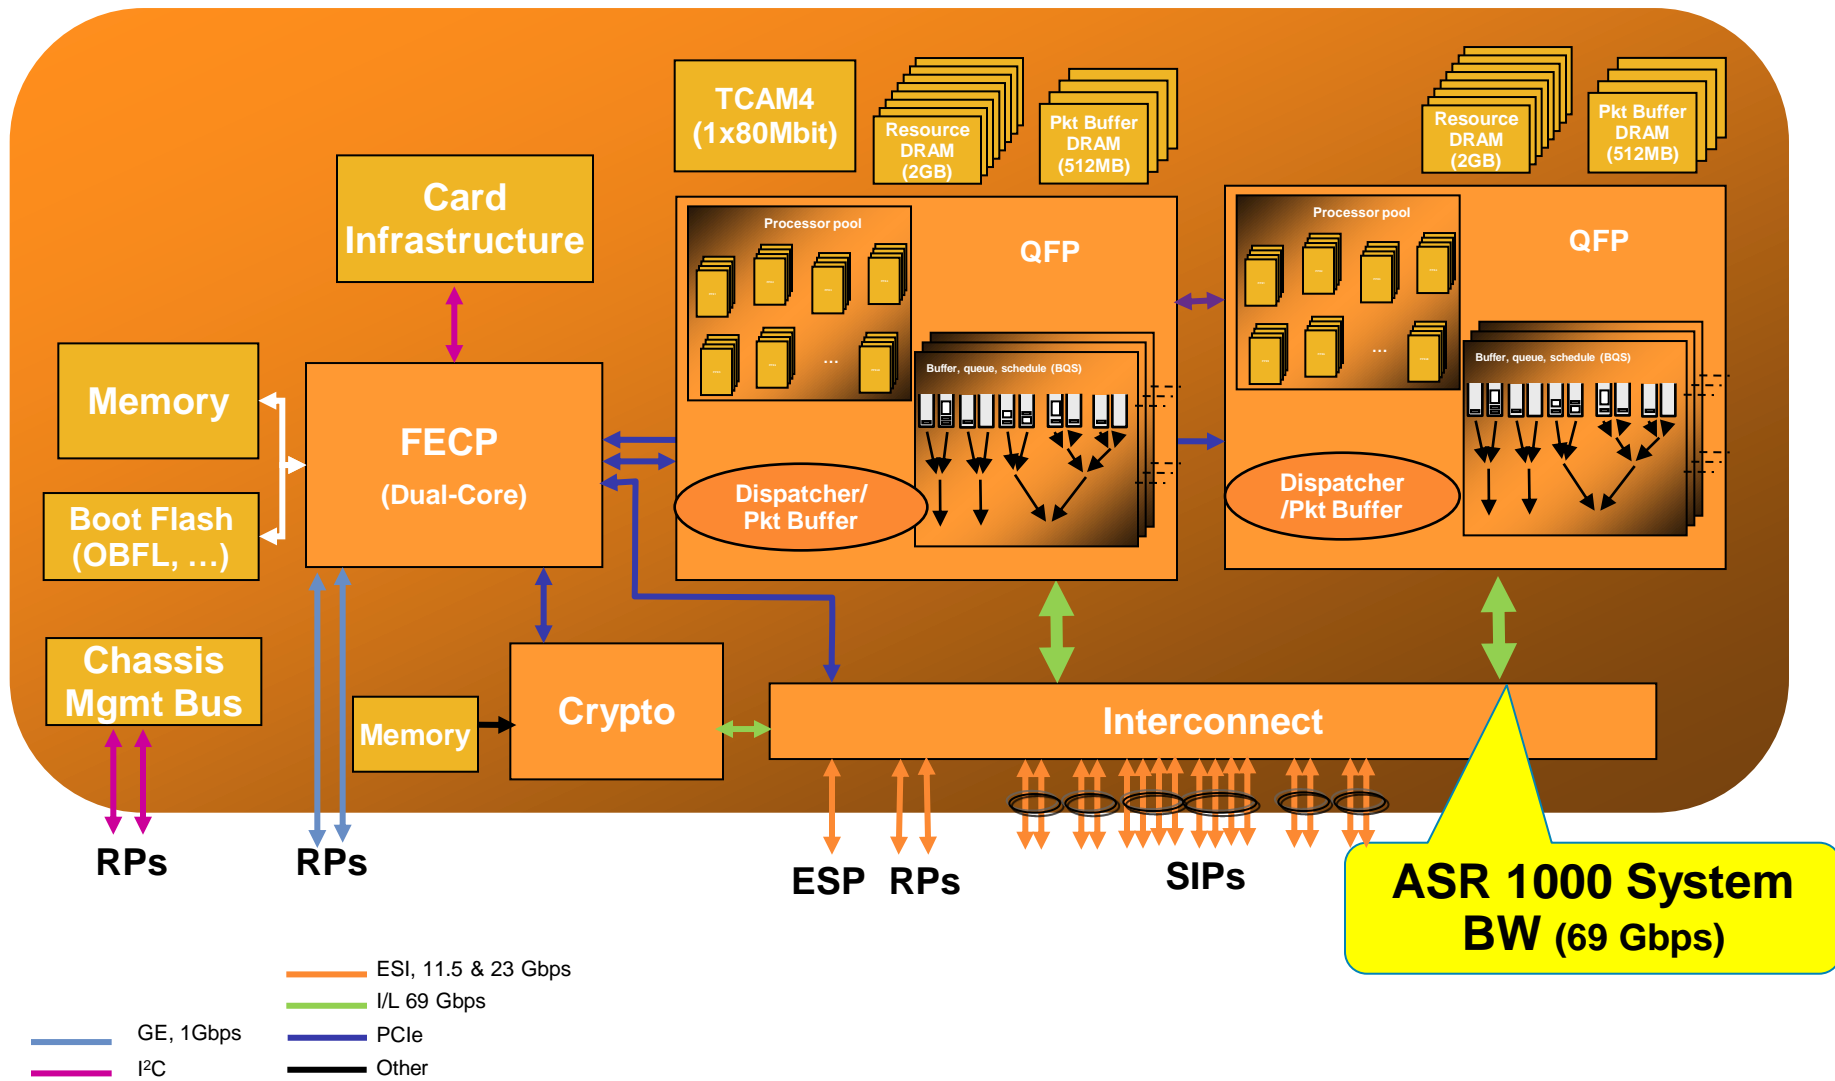 TCAM4
(1x80Mbit)
Resource
DRAM
(2GB)
Pkt Buffer
DRAM
(512MB)
Resource
DRAM
(2GB)
Pkt Buffer
DRAM
(512MB)
Card
Infrastructure
Processor pool
QFP
...
Processor pool
QFP
...
Memory
Buffer, queue, schedule (BQS)
Buffer, queue, schedule (BQS)
FECP
(Dual-Core)
Dispatcher/
Pkt Buffer
Dispatcher
/Pkt Buffer
Boot Flash
(OBFL, …)
Chassis
Mgmt Bus
Memory
Crypto
Interconnect
RPs
RPs
ESP
RPs
SIPs
ASR 1000 System
BW (69 Gbps)
ESI, 11.5 & 23 Gbps
I/L 69 Gbps
GE, 1Gbps
PCIe
I²C
Other